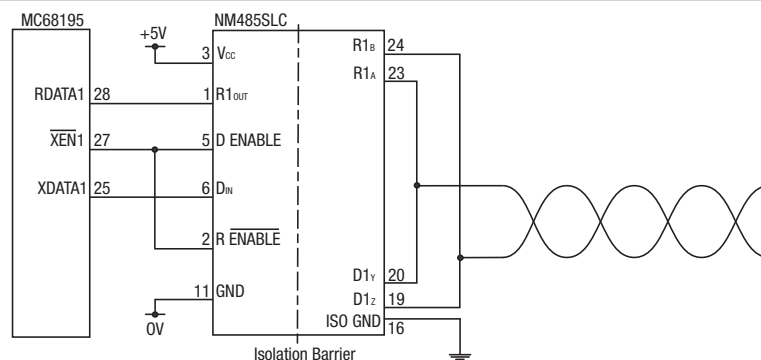 MC68195
NM485SLC
+5V
3 VCC
R1B 24
R1A 23
RDATA1 28
1 R1OUT
XEN1 27
5 D ENABLE
XDATA1 25
6 DIN
2 R ENABLE
D1Y 20
11 GND
D1Z 19
0V
ISO GND 16
Isolation Barrier